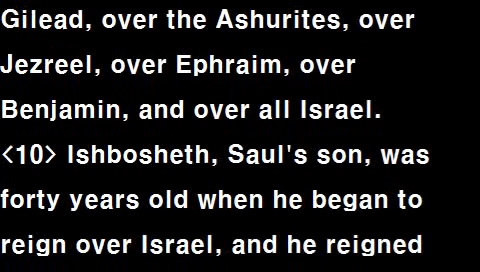 Gilead, over the Ashurites, over
Jezreel, over Ephraim, over
Benjamin, and over all Israel.
<10> Ishbosheth, Saul's son, was
forty years old when he began to
reign over Israel, and he reigned